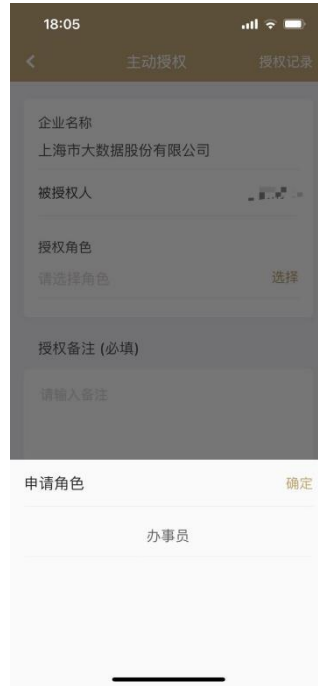 18:05
主动授权
授权记录
企业名称
上海市大数据股份有限公司
被授权人
授权角色
请选择角色
选择
授权备注 (必填)
请输入备注
申请角色
确定
办事员